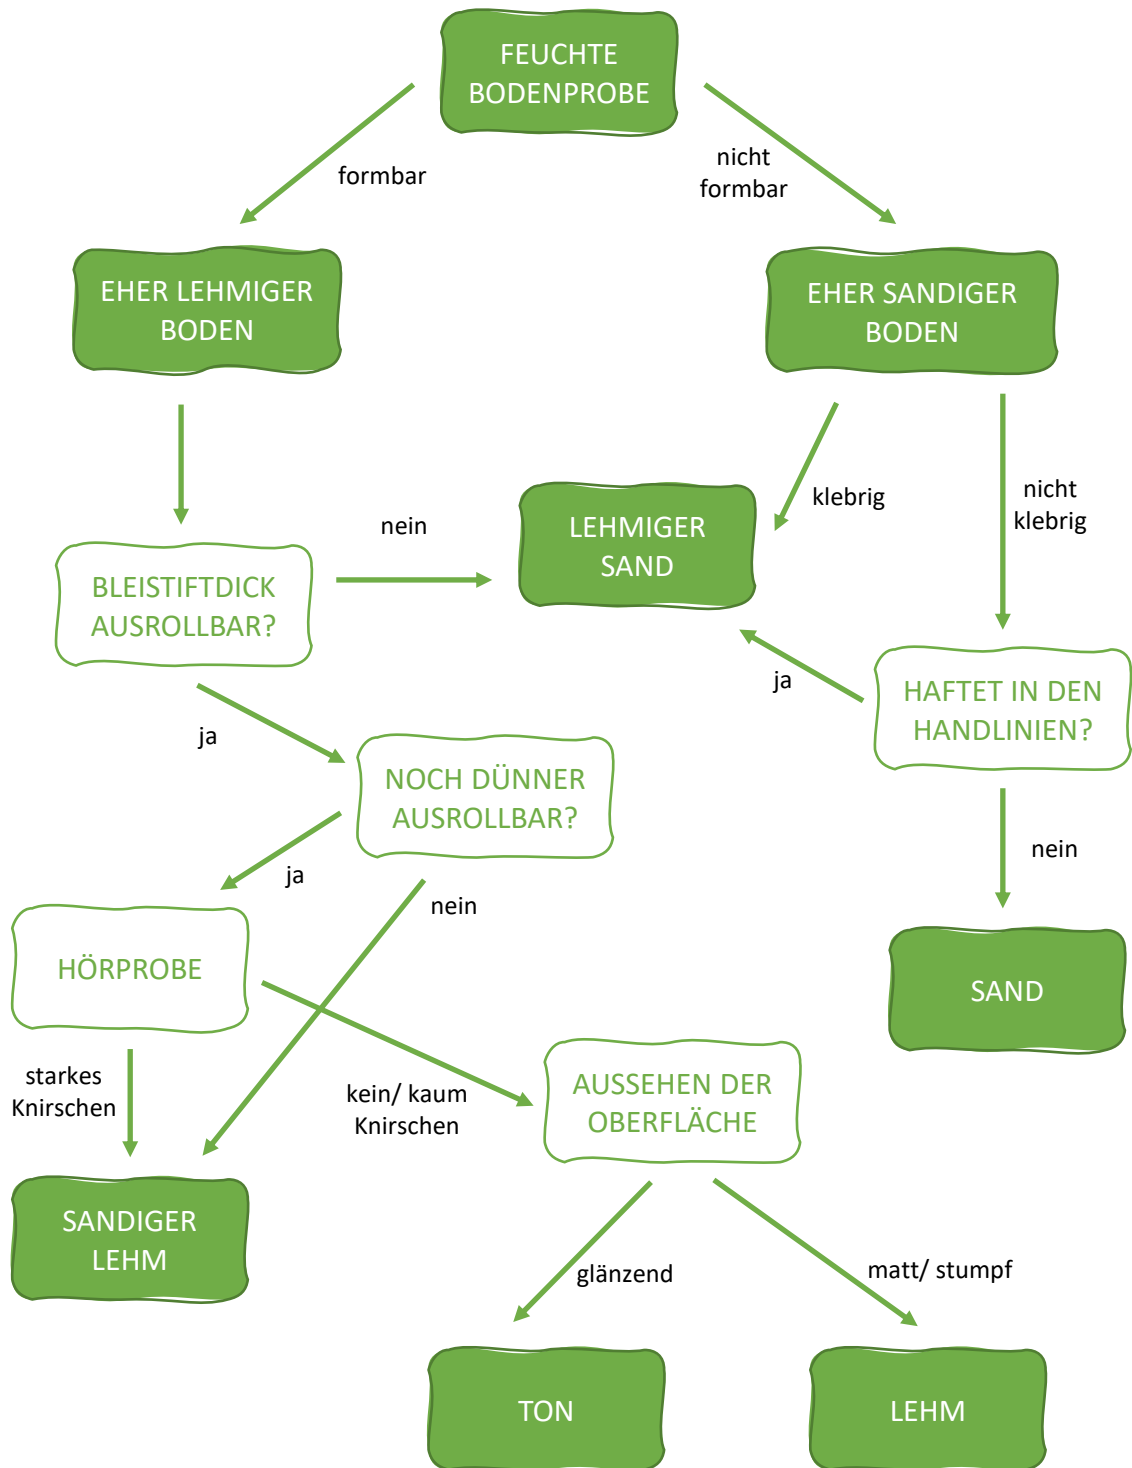 FEUCHTE
BODENPROBE
formbar
nicht
formbar
EHER LEHMIGER
BODEN
EHER SANDIGER
BODEN
klebrig
nicht
klebrig
nein
LEHMIGER
SAND
BLEISTIFTDICK
AUSROLLBAR?
ja
HAFTET IN DEN
HANDLINIEN?
ja
NOCH DÜNNER
AUSROLLBAR?
nein
ja
nein
HÖRPROBE
SAND
starkes
Knirschen
kein/ kaum
Knirschen
AUSSEHEN DER
OBERFLÄCHE
SANDIGER
LEHM
glänzend
matt/ stumpf
TON
LEHM